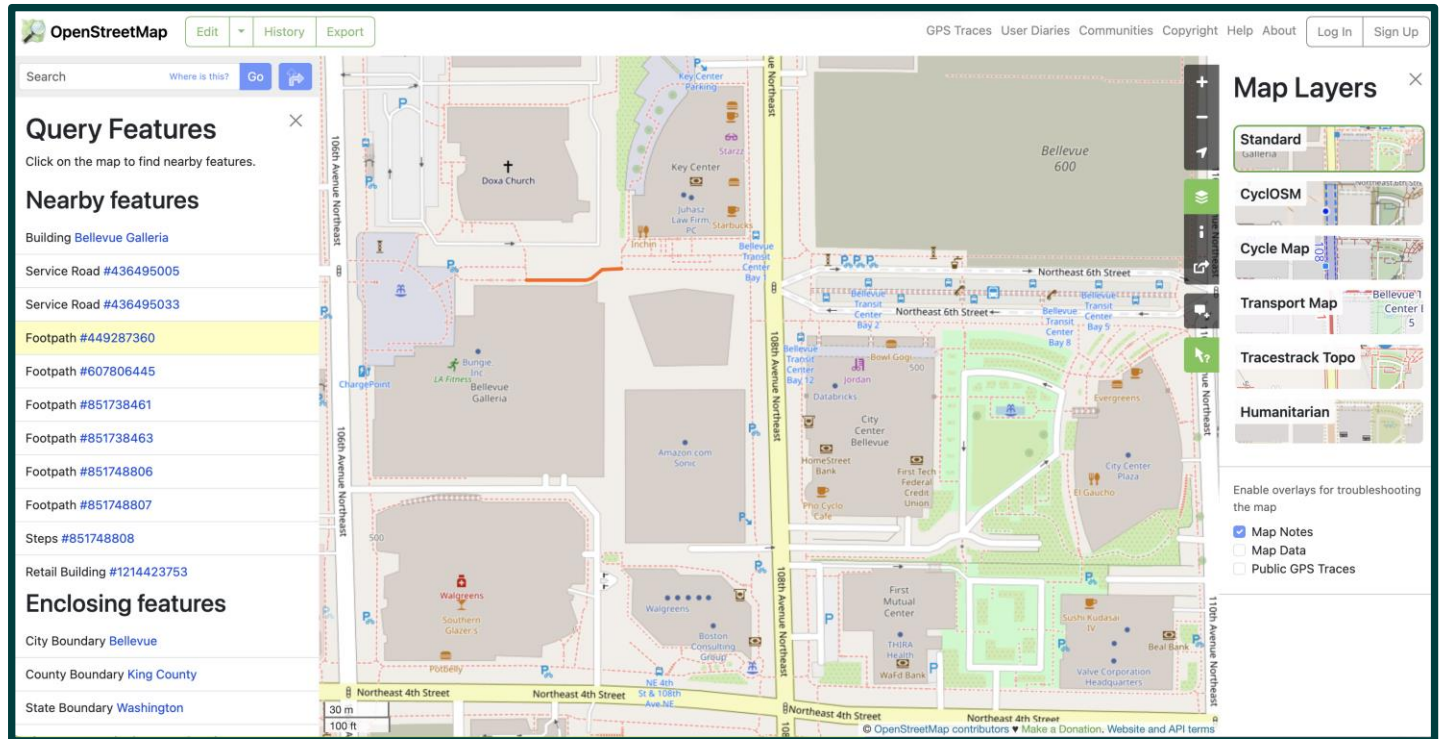 OpenStreetMap
Edit
History
Export
GPS Traces
User Diaries
Communities
Copyright
Help
About
Log In
Sign Up
Search
Where is this?
Go
Query Features
Click on the map to find nearby features.
Nearby features
Building Bellevue Galleria
Service Road #436495005
Service Road #436495033
Footpath #449287360
Footpath #607806445
Footpath #851738461
Footpath #851738463
Footpath #851748806
Footpath #851748807
Steps #851748808
Retail Building #1214423753
Enclosing features
City Boundary Bellevue
County Boundary King County
State Boundary Washington
Key Center
Parking
P
106th Avenue Northeast
Doxa Church
Starzz
Key Center
Juhasz
Law Firm,
PC
Starbucks
Inchin
Bellevue
Transit
Center
Bay 1
Bellevue
600
PPP
Northeast 6th Street
Bellevue
Transit
Center
Bay 2
Northeast 6th Street
Bellevue
Transit
Center
Bay 5
Bellevue
Transit
Center
Bay 8
Bellevue
Transit
Center
Bay 12
ChargePoint
Bungie
Inc
LA Fitness
Bellevue
Galleria
108th Avenue Northeast
Bowl Gogi
500
Jordan
Databricks
City
Center
Bellevue
HomeStreet
Bank
First Tech
Federal
Credit
Union
Pho Cyclo
Cafe
Evergreens
City Center
Plaza
El Gaucho
Amazon com
Sonic
106th Avenue Northeast
500
Walgreens
Southern
Glazer's
Potbelly
Walgreens
Boston
Consulting
Group
NE 4th
St & 108th
Ave NE
108th Avenue Northeast
First
Mutual
Center
P
THIRA
Health
WaFd Bank
P
Sushi Kudasai
IV
Beal Bank
Valve Corporation
Headquarters
110th Avenue Northeast
Northeast 4th Street
Northeast 4th Street
Northeast 4th Street
Northeast 4th Street
30 m
100 ft
© OpenStreetMap contributors ♥ Make a Donation. Website and API terms
Map Layers
Standard
Galleria
CyclOSM
Cycle Map
108
Transport Map
Tracestrack Topo
Humanitarian
Enable overlays for troubleshooting
the map
Map Notes
Map Data
Public GPS Traces